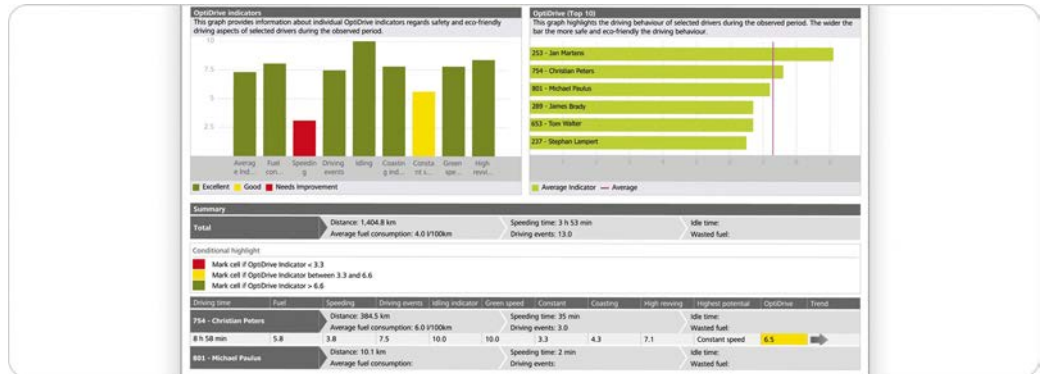 OptiDrive indicators
This graph provides information about individual OptiDrive indicators regards safety and eco-friendly
driving aspects of selected drivers during the observed period.
10
7.5
5
2.5
Averag
e Ind...
Fuel
con...
Speedin
g
Driving
events
Idling
Coastin
g ind...
Consta
nt s...
Green
spe...
High
revvi...
Excellent Good Needs Improvement
OptiDrive (Top 10)
This graph highlights the driving behaviour of selected drivers during the observed period. The wider the
bar the more safe and eco-friendly the driving behaviour.
253 - Jan Martens
754 - Christian Peters
801 - Michael Paulus
289 - James Brady
653 - Tom Walter
237 - Stephan Lampert
Average Indicator Average
Summary
Total
Distance: 1,404.8 km
Average fuel consumption: 4.0 l/100km
Speeding time: 3 h 53 min
Driving events: 13.0
Idle time:
Wasted fuel:
Conditional highlight
Mark cell if OptiDrive Indicator < 3.3
Mark cell if OptiDrive Indicator between 3.3 and 6.6
Mark cell if OptiDrive Indicator > 6.6
Driving time Fuel Speeding Driving events Idling indicator Green speed Constant Coasting High revving Highest potential OptiDrive Trend
754 - Christian Peters
Distance: 384.5 km
Average fuel consumption: 6.0 l/100km
Speeding time: 35 min
Driving events: 3.0
Idle time:
Wasted fuel:
8 h 58 min 5.8 3.8 7.5 10.0 10.0 3.3 4.3 7.1 Constant speed 6.5
801 - Michael Paulus
Distance: 10.1 km
Average fuel consumption:
Speeding time: 2 min
Driving events:
Idle time:
Wasted fuel: